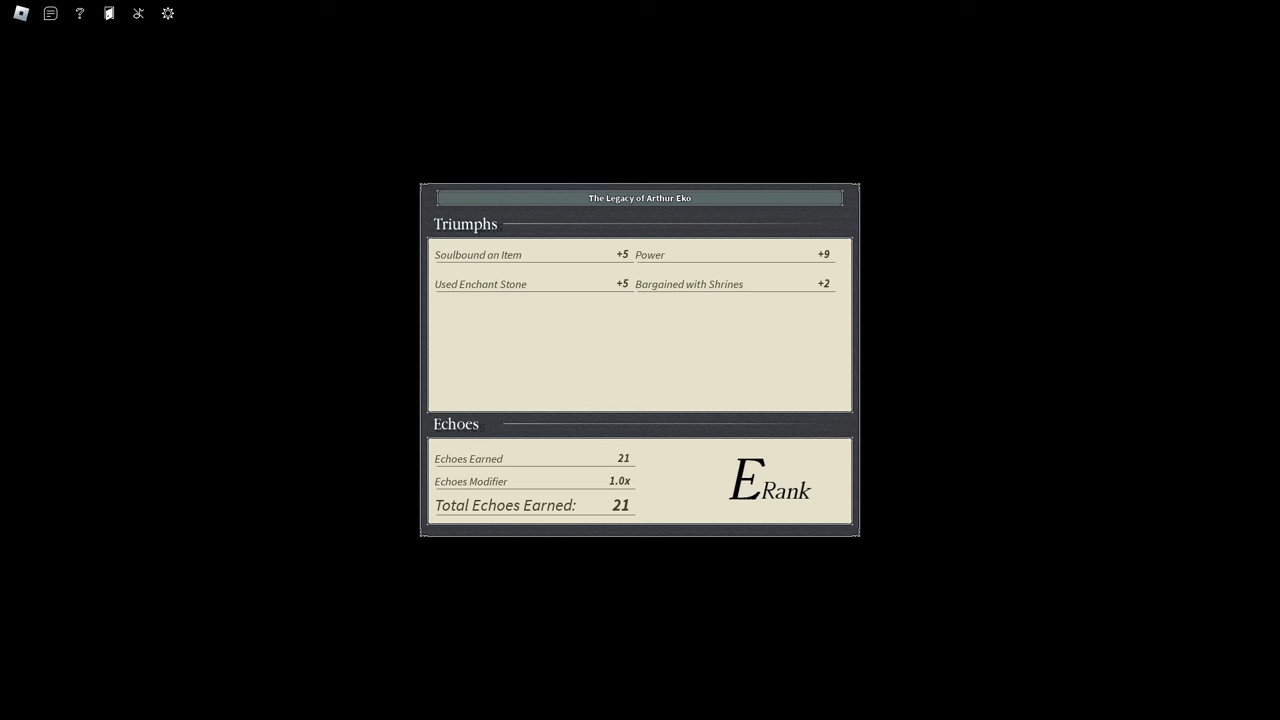 The Legacy of Arthur Eko
Triumphs
Soulbound an Item +5 Power +9
Used Enchant Stone +5 Bargained with Shrines +2
Echoes
Echoes Earned 21
Echoes Modifier 1.0x
Total Echoes Earned: 21
E Rank